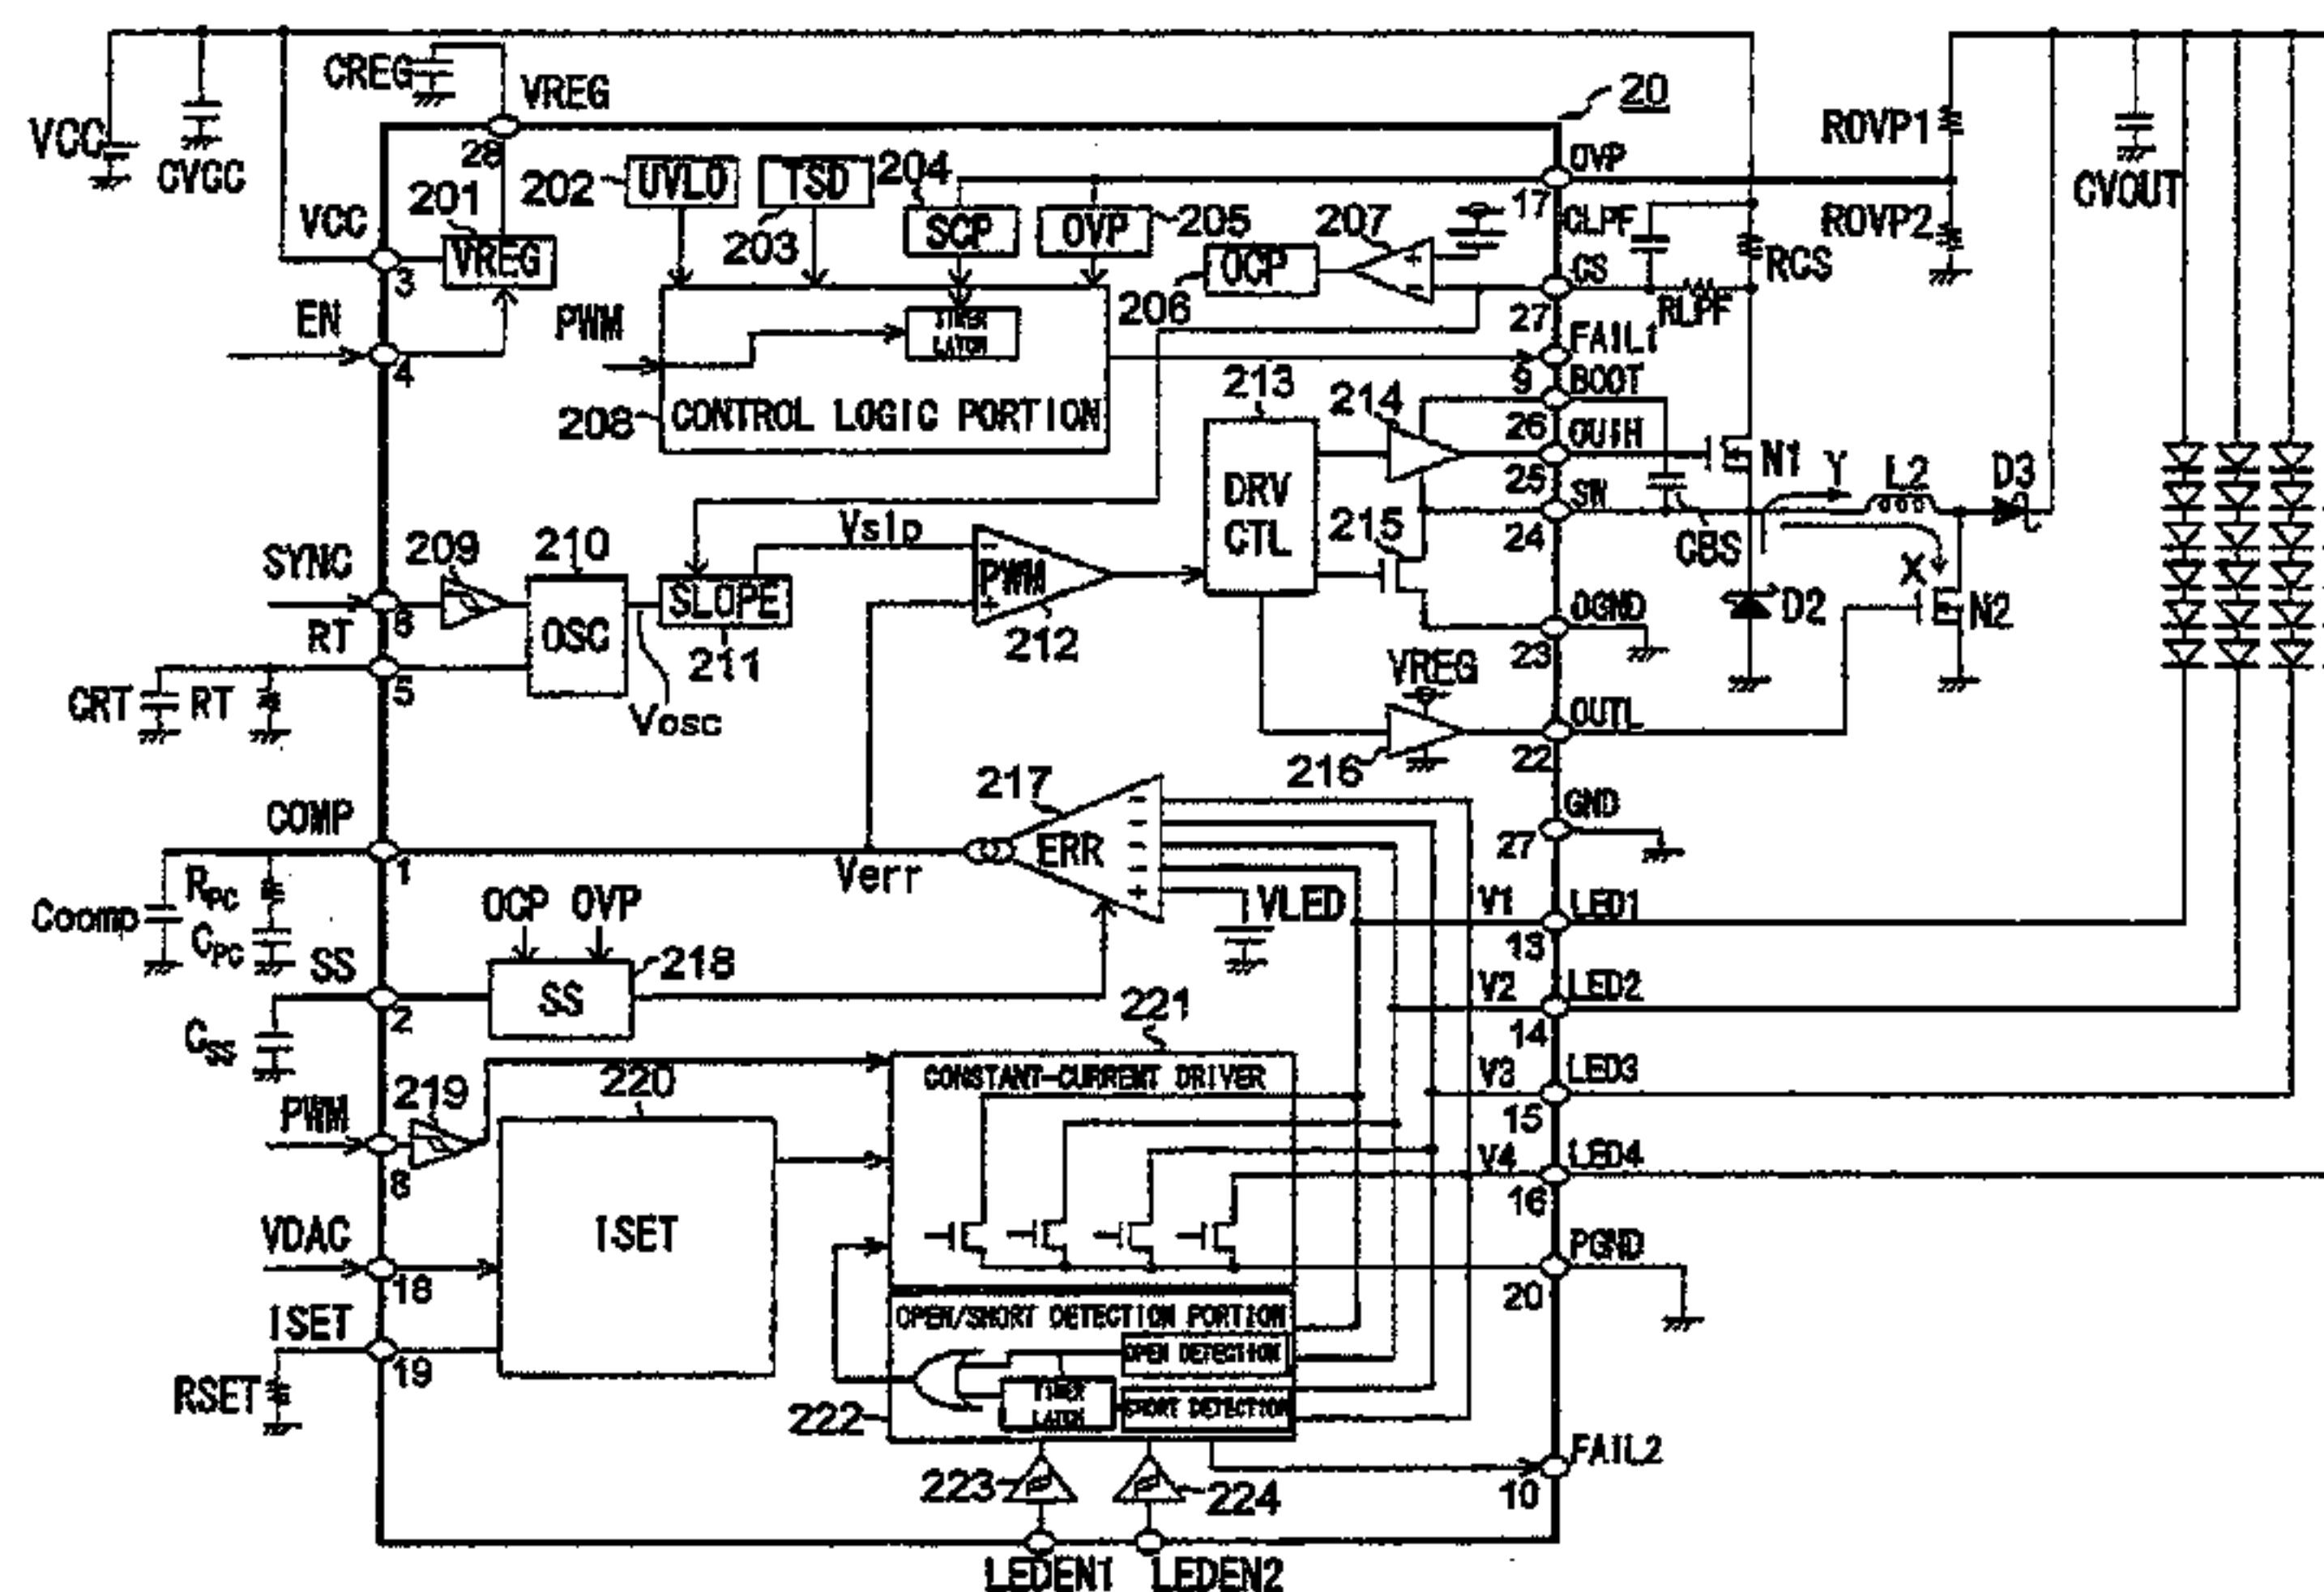 CREG
VREG
20
VCC
CVCC
28
202
UVLO
TSD
204
OVP
ROVP1
201
203
SCP
OVP
205
207
17
CLPF
ROVP2
CVOUT
VCC
VREG
3
206
OCP
CS
RCS
27
RLPF
EN
4
PWM
TIMER
LATCH
FAIL1
9
BOOT
208
CONTROL LOGIC PORTION
213
214
26
OUTH
N1
Y
L2
D3
25
SW
DRV
CTL
215
24
CBS
X
SYNC
209
210
Vslp
6
OSC
SLOPE
PWM
212
OGND
D2
N2
RT
211
23
5
VREG
CRT
RT
Vosc
OUTL
216
22
217
GND
COMP
ERR
27
1
Verr
RPC
Ccomp
CPC
OCP OVP
VLED
V1
LED1
13
SS
218
SS
2
V2
LED2
14
CSS
221
219
220
CONSTANT-CURRENT DRIVER
V3
LED3
15
PWM
8
V4
LED4
16
VDAC
ISET
PGND
18
20
ISET
OPEN/SHORT DETECTION PORTION
19
OPEN DETECTION
RSET
222
TIMER
LATCH
SHORT DETECTION
FAIL2
223
224
10
LEDEN1
LEDEN2